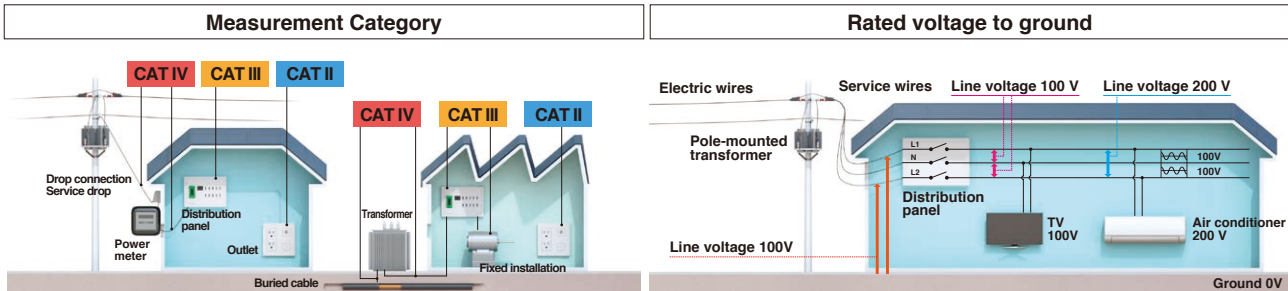 Measurement Category
CAT IV
CAT III
CAT II
CAT IV
CAT III
CAT II
Drop connection
Service drop
Power
meter
Distribution
panel
Outlet
Transformer
Fixed installation
Buried cable
Rated voltage to ground
Electric wires
Service wires
Line voltage 100 V
Line voltage 200 V
Pole-mounted
transformer
L1
N
L2
100V
100V
Distribution
panel
TV
100V
Air conditioner
200 V
Line voltage 100V
Ground 0V